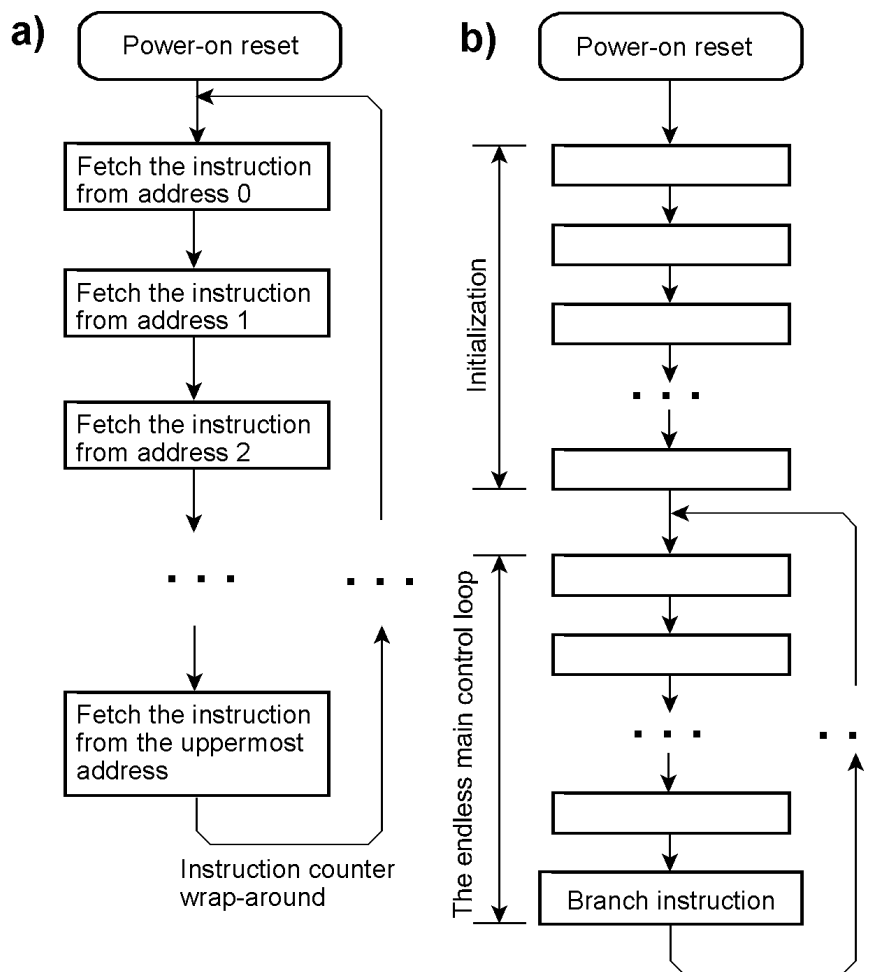 a)
Power-on reset
Fetch the instruction
from address 0
Fetch the instruction
from address 1
Fetch the instruction
from address 2
. . .
. . .
Fetch the instruction
from the uppermost
address
Instruction counter
wrap-around
b)
Power-on reset
Initialization
. . .
The endless main control loop
. . .
. .
Branch instruction